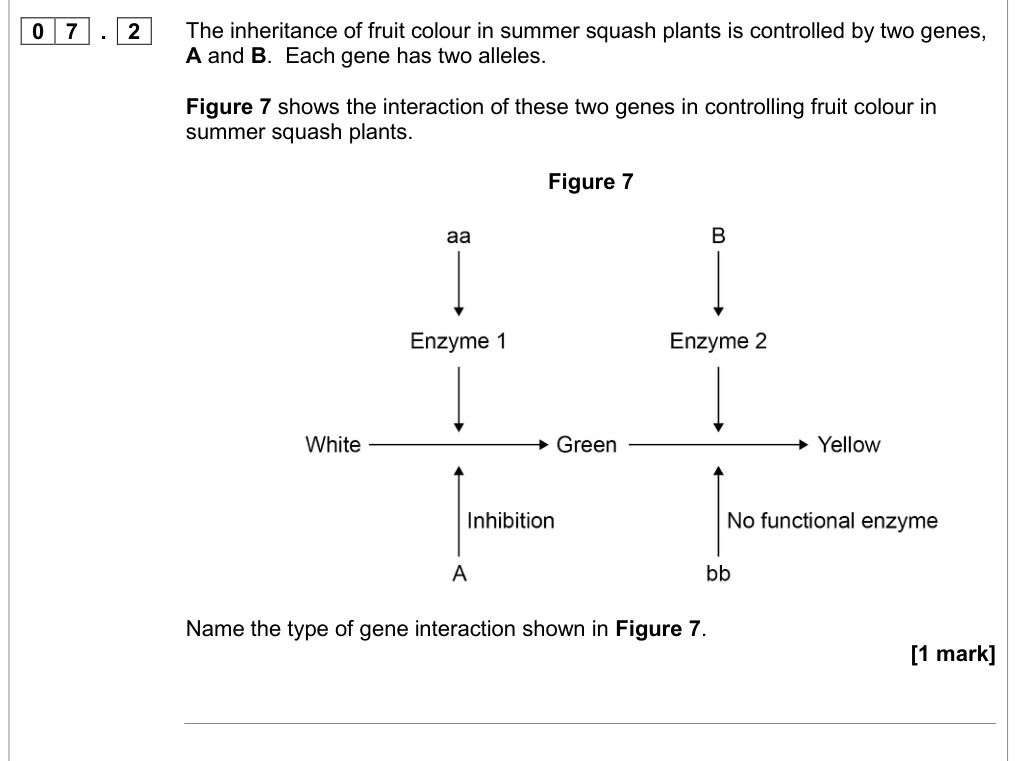 0 7 . 2 The inheritance of fruit colour in summer squash plants is controlled by two genes,
A and B. Each gene has two alleles.
Figure 7 shows the interaction of these two genes in controlling fruit colour in
summer squash plants.
Figure 7
aa B
Enzyme 1 Enzyme 2
White Green Yellow
Inhibition No functional enzyme
A bb
Name the type of gene interaction shown in Figure 7.
[1 mark]